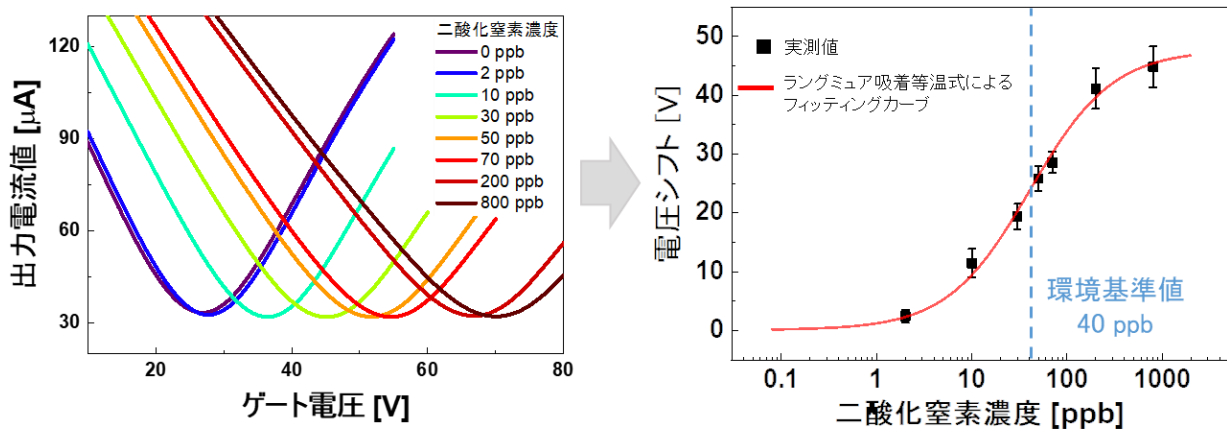 出力電流値 [μA]
120
90
60
30
20
40
60
80
ゲート電圧 [V]
二酸化窒素濃度
0 ppb
2 ppb
10 ppb
30 ppb
50 ppb
70 ppb
200 ppb
800 ppb
電圧シフト [V]
50
40
30
20
10
0
0.1
1
10
100
1000
二酸化窒素濃度 [ppb]
実測値
ラングミュア吸着等温式による
フィッティングカーブ
環境基準値
40 ppb